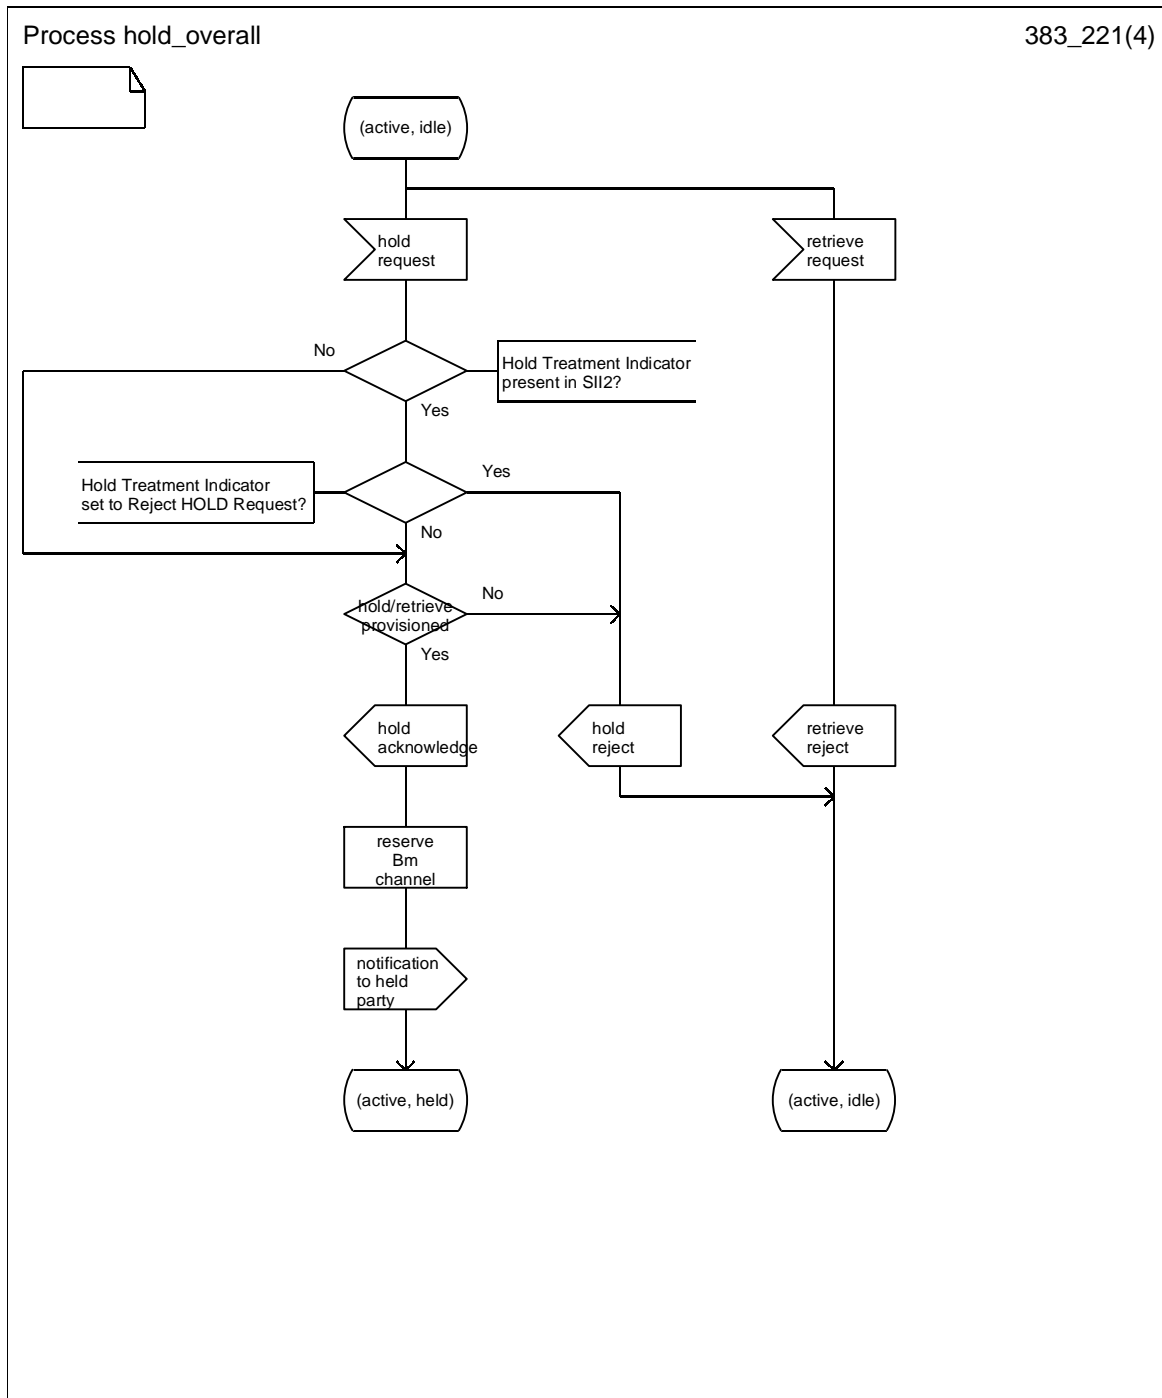 Process hold_overall
383_221(4)
(active, idle)
hold
request
retrieve
request
No
Hold Treatment Indicator
present in SII2?
Yes
Yes
Hold Treatment Indicator
set to Reject HOLD Request?
No
No
hold/retrieve
provisioned
Yes
hold
acknowledge
hold
reject
retrieve
reject
reserve
Bm
channel
notification
to held
party
(active, held)
(active, idle)